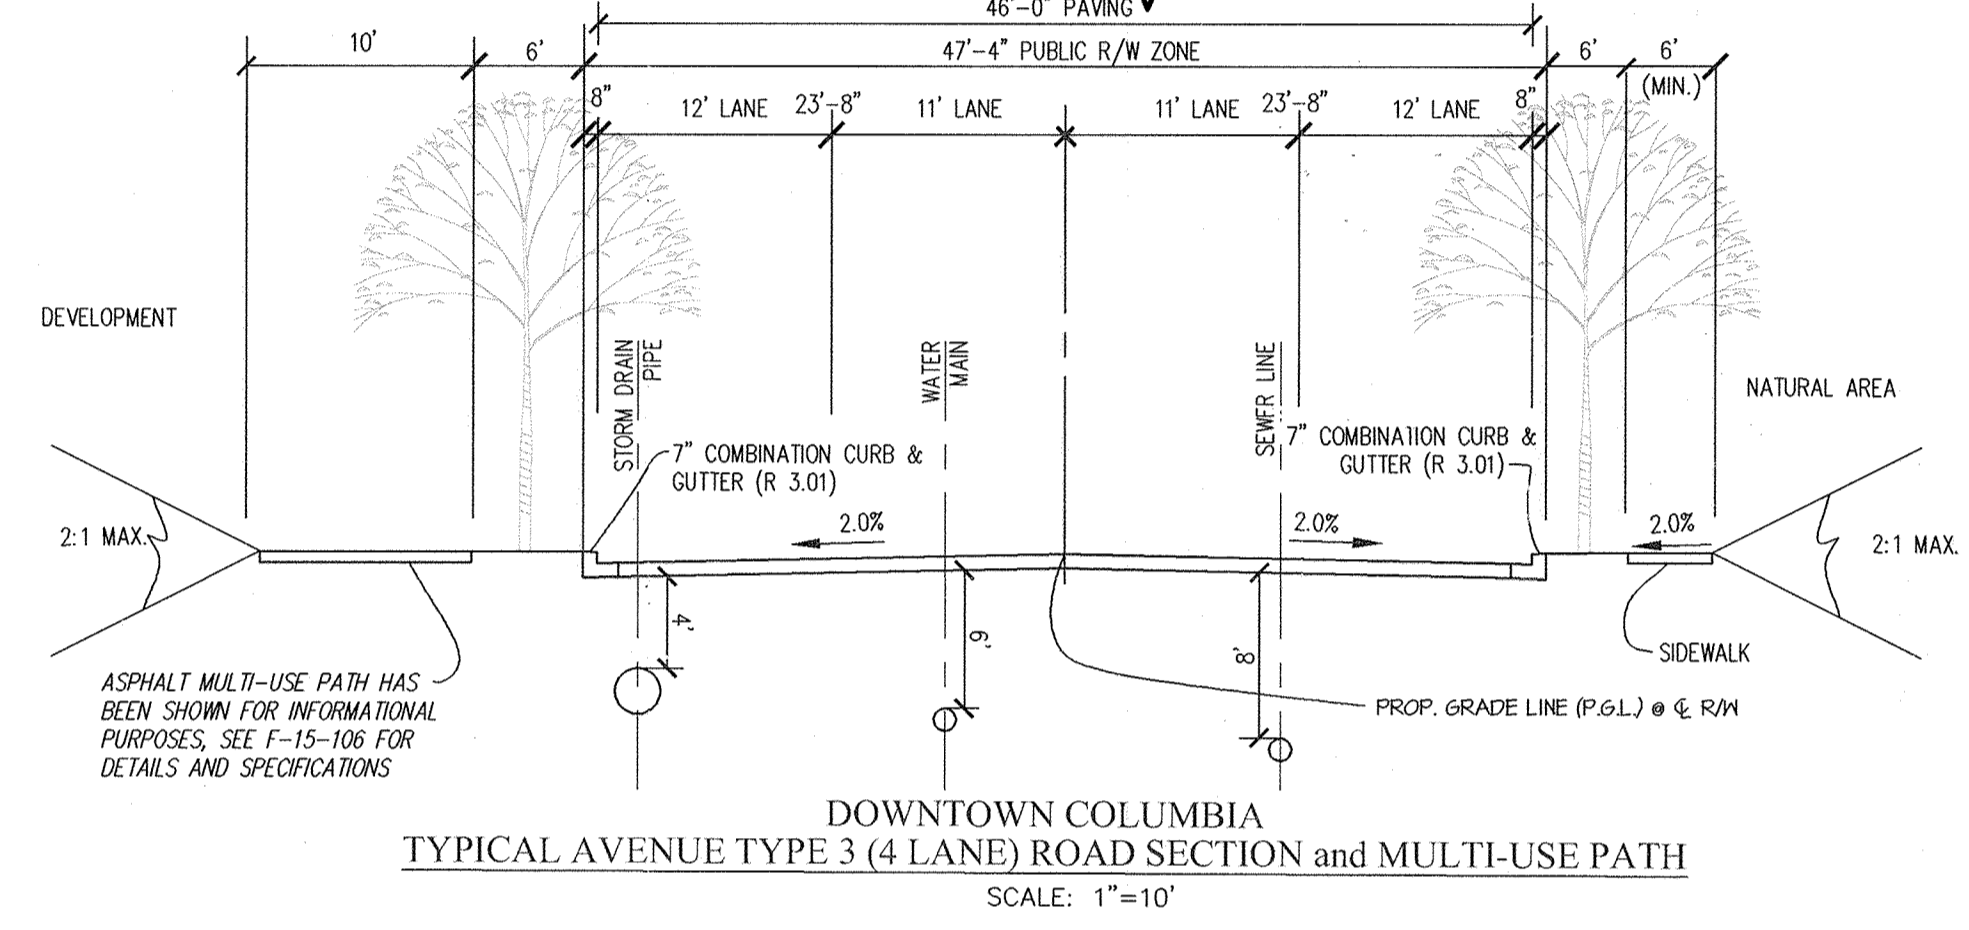 46'-0" PAVING
10'
6'
47'-4" PUBLIC R/W ZONE
6'
6'
(MIN.)
8"
12' LANE
23'-8"
11' LANE
11' LANE
23'-8"
12' LANE
8"
DEVELOPMENT
STORM DRAIN
PIPE
WATER
MAIN
SEWER LINE
NATURAL AREA
7" COMBINATION CURB &
GUTTER (R 3.01)
7" COMBINATION CURB &
GUTTER (R 3.01)
2:1 MAX.
2.0%
2.0%
2.0%
2:1 MAX.
4'
6'
8'
SIDEWALK
ASPHALT MULTI-USE PATH HAS
BEEN SHOWN FOR INFORMATIONAL
PURPOSES, SEE F-15-106 FOR
DETAILS AND SPECIFICATIONS
PROP. GRADE LINE (P.G.L.) @ ℄ R/W
DOWNTOWN COLUMBIA
TYPICAL AVENUE TYPE 3 (4 LANE) ROAD SECTION and MULTI-USE PATH
SCALE: 1"=10'